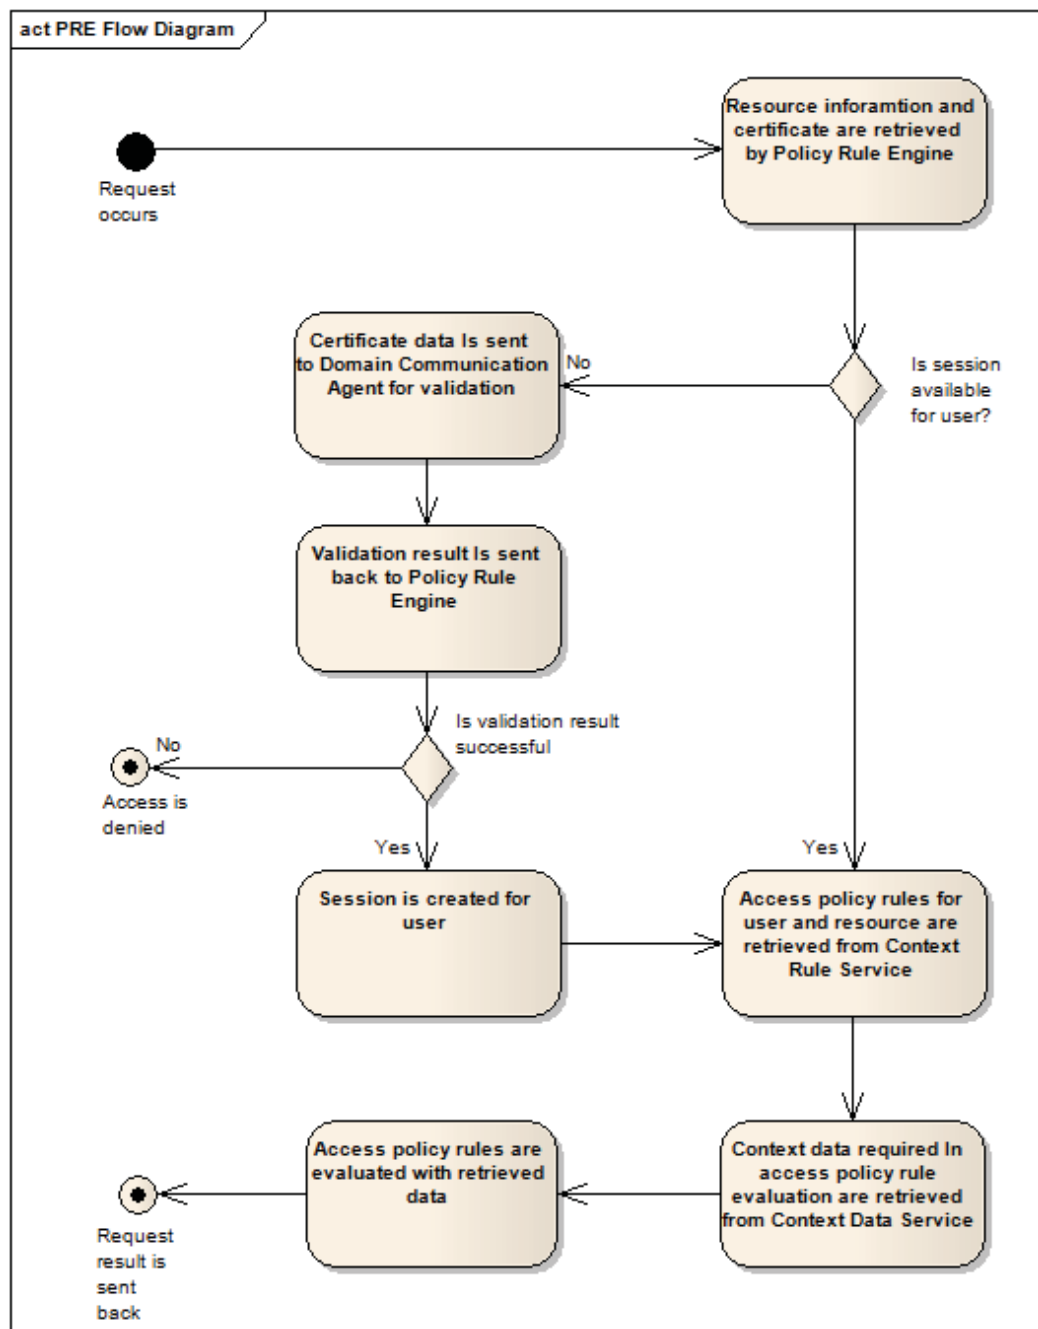 act PRE Flow Diagram
Resource inforamtion and
certificate are retrieved
by Policy Rule Engine
Request
occurs
Certificate data Is sent
to Domain Communication
Agent for validation
No
Is session
available
for user?
Validation result Is sent
back to Policy Rule
Engine
Is validation result
successful
No
Access is
denied
Yes
Yes
Session is created for
user
Access policy rules for
user and resource are
retrieved from Context
Rule Service
Access policy rules are
evaluated with retrieved
data
Context data required In
access policy rule
evaluation are retrieved
from Context Data Service
Request
result is
sent
back